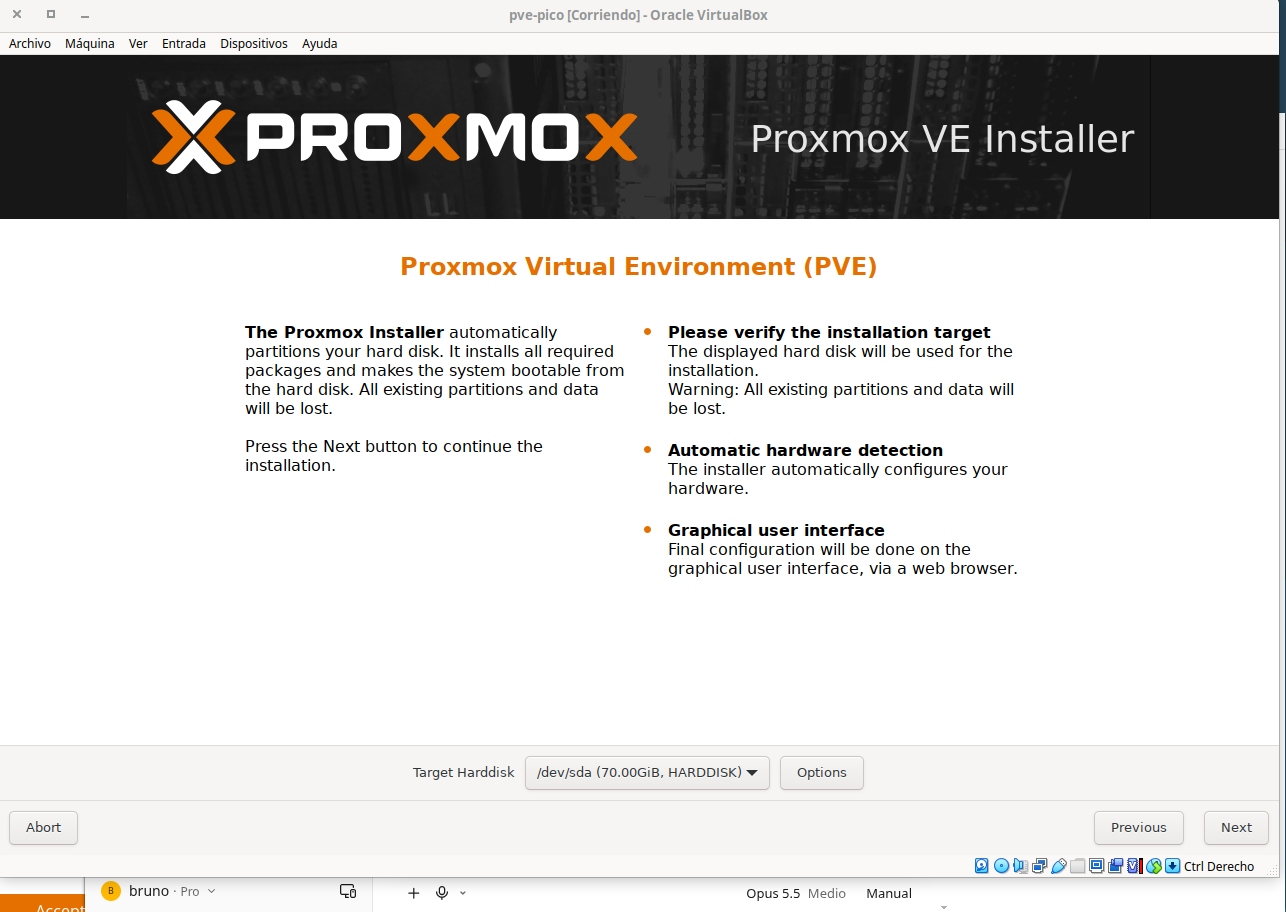 pve-pico [Corriendo] - Oracle VirtualBox
Archivo Máquina Ver Entrada Dispositivos Ayuda
PROXMOX
Proxmox VE Installer
Proxmox Virtual Environment (PVE)
The Proxmox Installer automatically
partitions your hard disk. It installs all required
packages and makes the system bootable from
the hard disk. All existing partitions and data
will be lost.
Press the Next button to continue the
installation.
Please verify the installation target
The displayed hard disk will be used for the
installation.
Warning: All existing partitions and data will
be lost.
Automatic hardware detection
The installer automatically configures your
hardware.
Graphical user interface
Final configuration will be done on the
graphical user interface, via a web browser.
Target Harddisk /dev/sda (70.00GiB, HARDDISK) Options
Abort Previous Next
Ctrl Derecho
B bruno · Pro Opus 5.5 Medio Manual